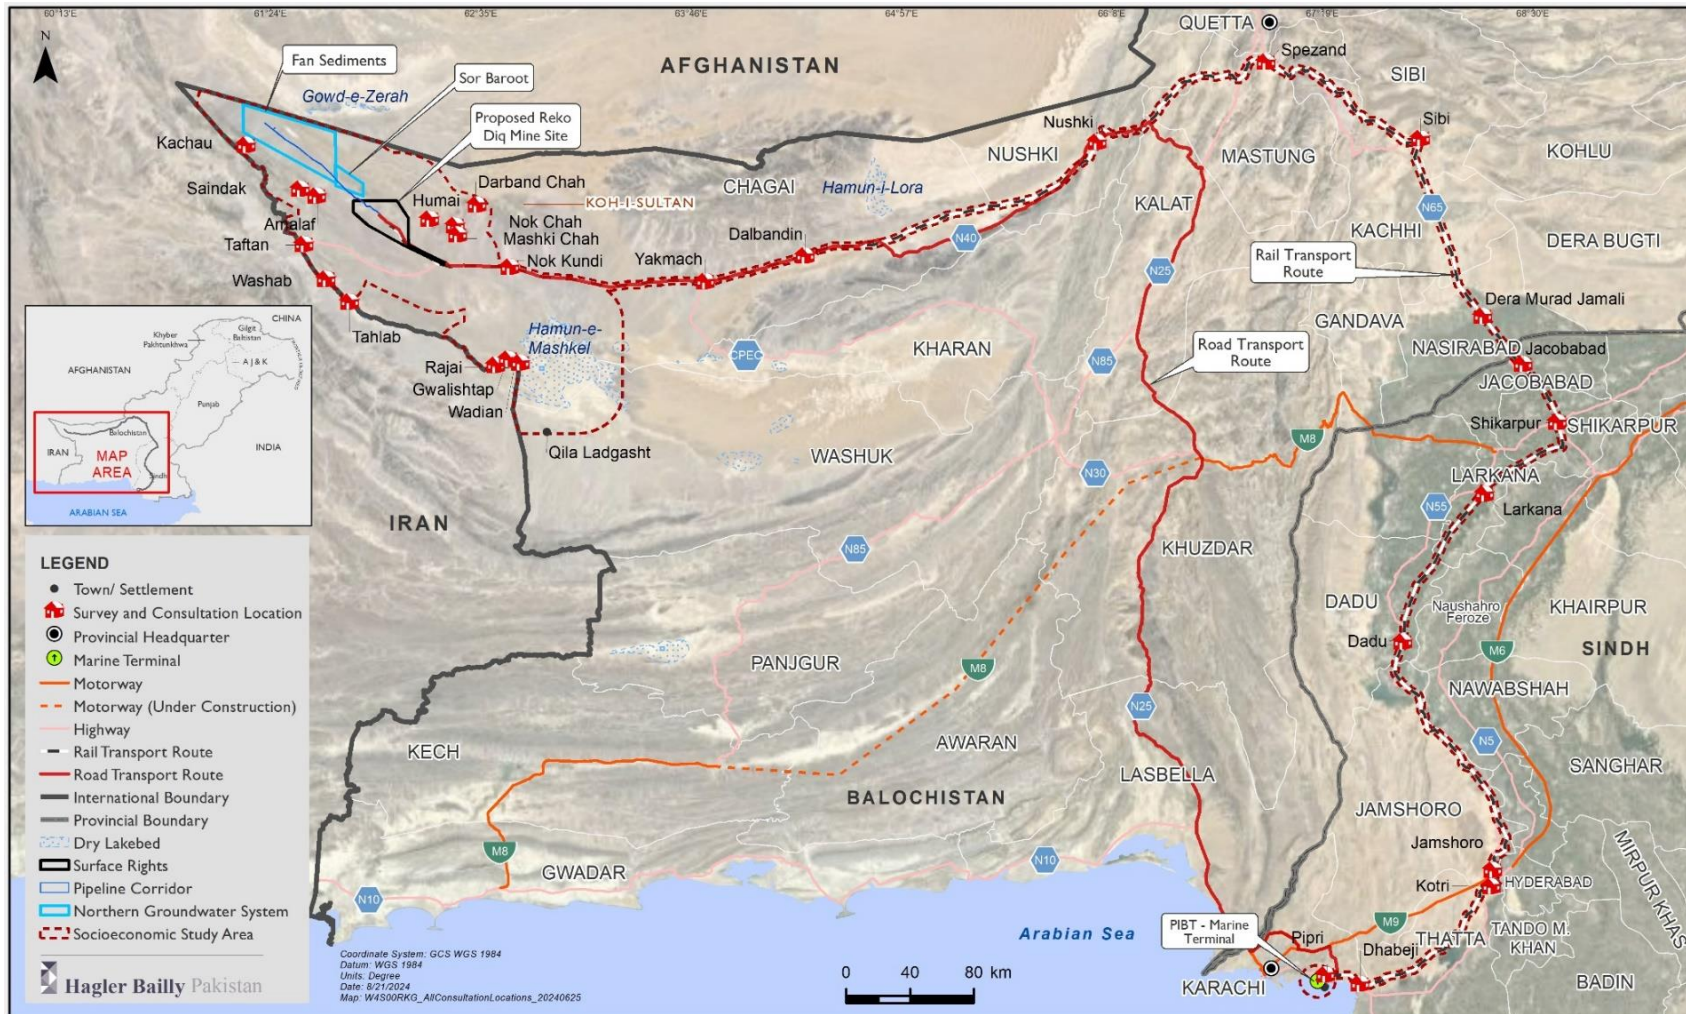 60°13'E
61°24'E
62°35'E
63°46'E
64°57'E
66°8'E
67°19'E
68°30'E
N
QUETTA
Spezand
AFGHANISTAN
SIBI
Fan Sediments
Sor Baroot
Gowd-e-Zerah
Proposed Reko
Diq Mine Site
Nushki
Sibi
Kachau
NUSHKI
MASTUNG
KOHLU
Saindak
Darband Chah
CHAGAI
Hamun-i-Lora
Humai
KOH-I-SULTAN
KALAT
N65
Amalaf
Nok Chah
Taftan
Mashki Chah
Dalbandin
N40
KACHHI
DERA BUGTI
Nok Kundi
Yakmach
N25
Rail Transport
Route
Washab
Dera Murad Jamali
Tahlab
Hamun-e-
Mashkel
GANDAVA
CPEC
KHARAN
N85
Road Transport
Route
NASIRABAD
Jacobabad
JACOBABAD
Rajai
Gwalishtap
Wadian
Shikarpur
SHIKARPUR
Qila Ladgasht
WASHUK
M8
N30
LARKANA
Larkana
N55
IRAN
N85
KHUZDAR
DADU
Naushahro
Feroze
KHAIRPUR
Dadu
M6
SINDH
PANJGUR
M8
NAWABSHAH
N25
N5
KECH
AWARAN
SANGHAR
LASBELLA
BALOCHISTAN
JAMSHORO
MIRPUR KHAS
Jamshoro
M8
GWADAR
N10
Kotri
HYDERABAD
N10
PIBT - Marine
Terminal
M9
Arabian Sea
Pipri
Dhabeji
THATTA
TANDO M.
KHAN
KARACHI
BADIN
CHINA
Gilgit
Baltistan
Khyber
Pakhtunkhwa
A J & K
AFGHANISTAN
Punjab
Balochistan
IRAN
MAP
AREA
INDIA
Sindh
ARABIAN SEA
LEGEND
Town/ Settlement
Survey and Consultation Location
Provincial Headquarter
Marine Terminal
Motorway
Motorway (Under Construction)
Highway
Rail Transport Route
Road Transport Route
International Boundary
Provincial Boundary
Dry Lakebed
Surface Rights
Pipeline Corridor
Northern Groundwater System
Socioeconomic Study Area
Hagler Bailly Pakistan
Coordinate System: GCS WGS 1984
Datum: WGS 1984
Units: Degree
Date: 8/21/2024
Map: W4S00RKG_AllConsultationLocations_20240625
0 40 80 km